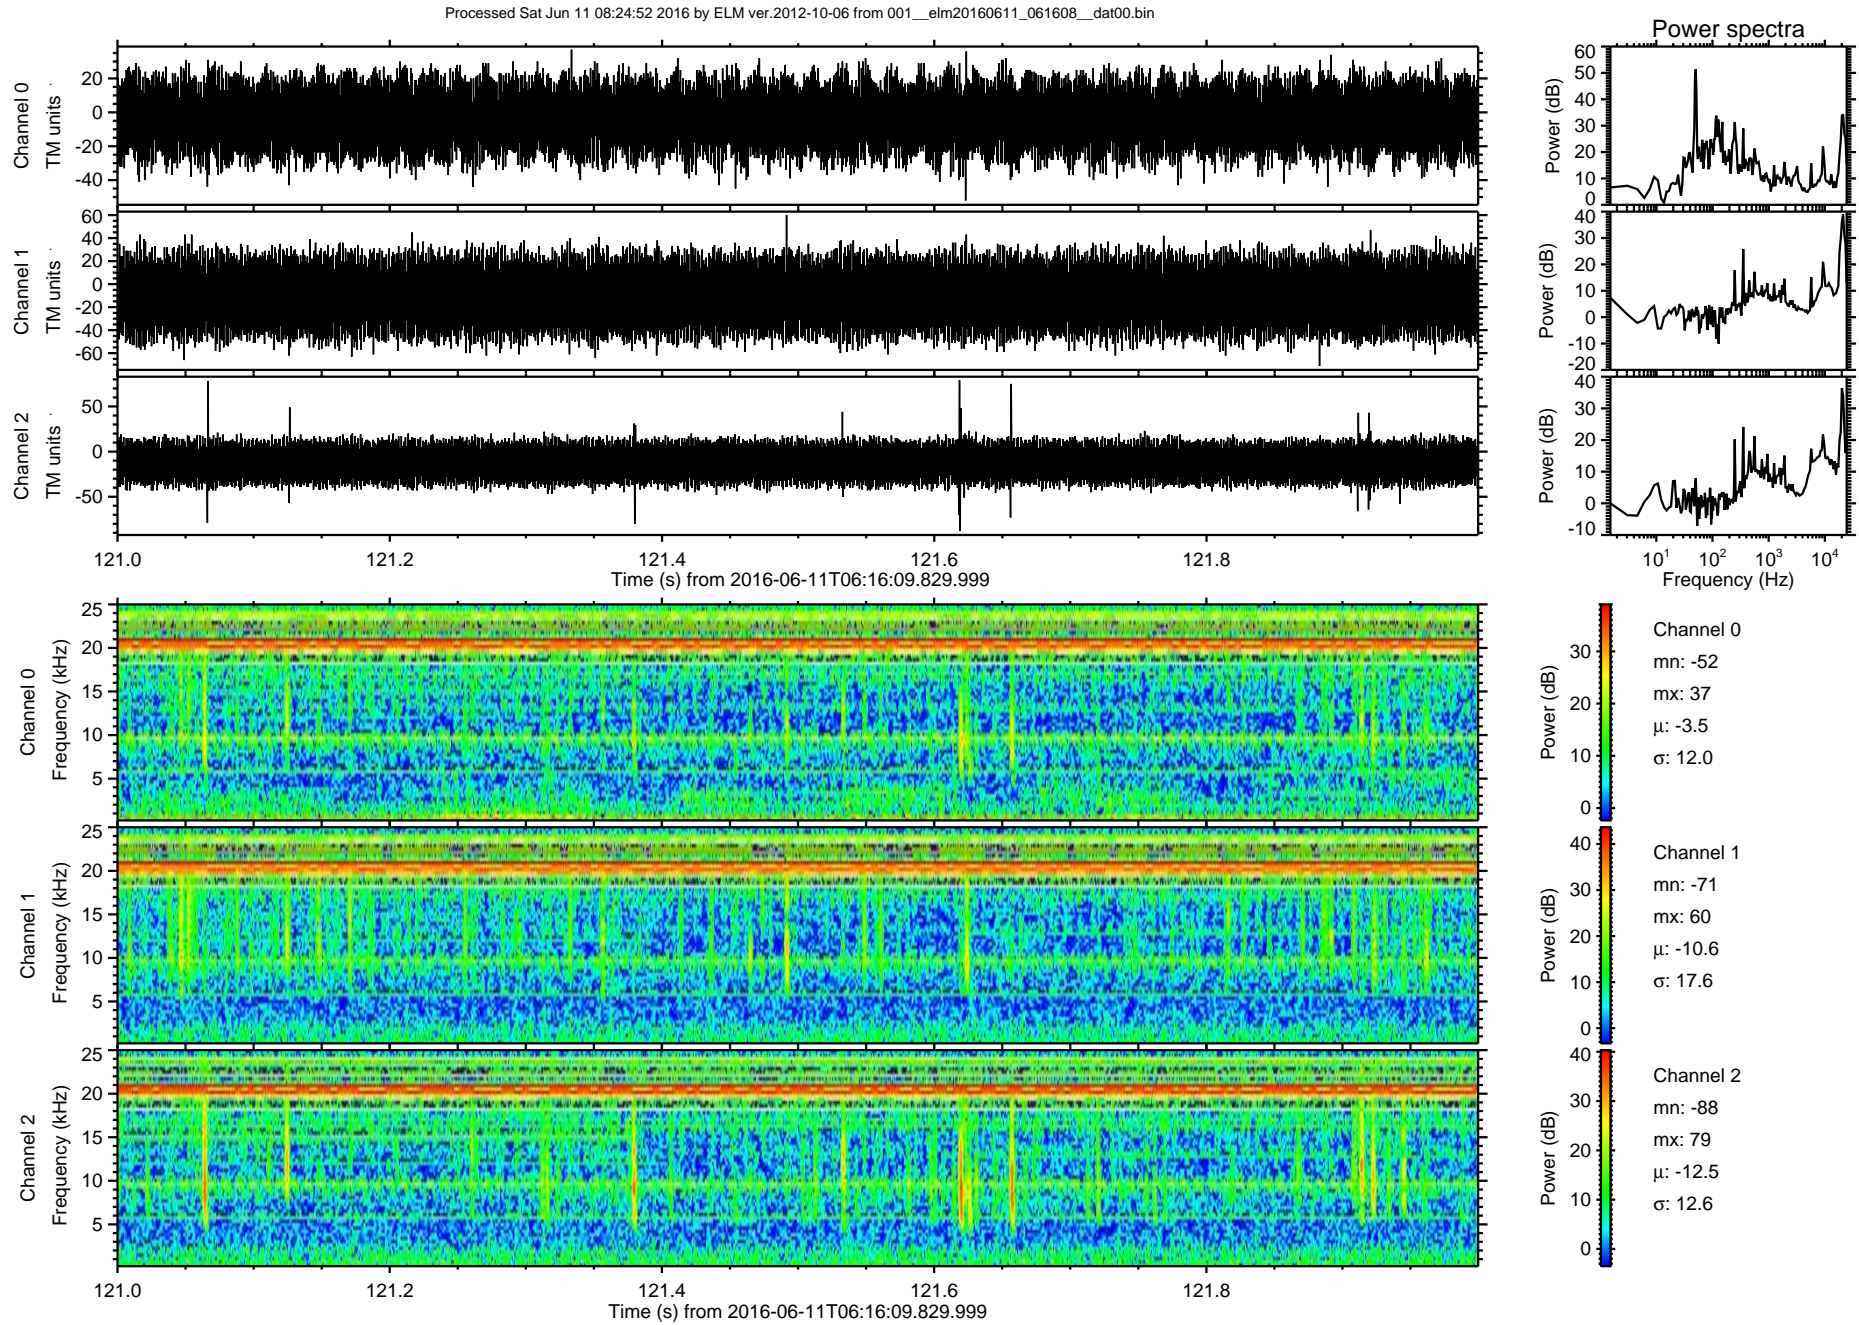 Processed Sat Jun 11 08:24:52 2016 by ELM ver.2012-10-06 from 001__elm20160611_061608__dat00.bin
Power spectra
Channel 0
TM units
20
0
-20
-40
Power (dB)
60
50
40
30
20
10
0
Channel 1
TM units
60
40
20
0
-20
-40
-60
Power (dB)
40
30
20
10
0
-10
-20
Channel 2
TM units
50
0
-50
Power (dB)
40
30
20
10
0
-10
121.0 121.2 121.4 121.6 121.8
Time (s) from 2016-06-11T06:16:09.829.999
10¹ 10² 10³ 10⁴
Frequency (Hz)
Channel 0
Frequency (kHz)
25
20
15
10
5
Power (dB)
30
20
10
0
Channel 0
mn: -52
mx: 37
μ: -3.5
σ: 12.0
Channel 1
Frequency (kHz)
25
20
15
10
5
Power (dB)
40
30
20
10
0
Channel 1
mn: -71
mx: 60
μ: -10.6
σ: 17.6
Channel 2
Frequency (kHz)
25
20
15
10
5
Power (dB)
40
30
20
10
0
Channel 2
mn: -88
mx: 79
μ: -12.5
σ: 12.6
121.0 121.2 121.4 121.6 121.8
Time (s) from 2016-06-11T06:16:09.829.999